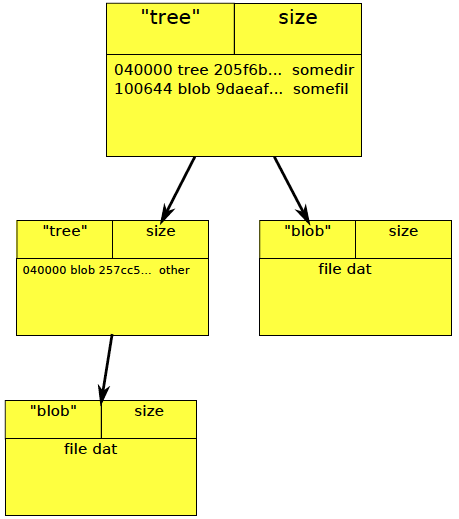 "tree" size
040000 tree 205f6b... somedir
100644 blob 9daeaf... somefil
"tree" size
040000 blob 257cc5... other
"blob" size
file dat
"blob" size
file dat